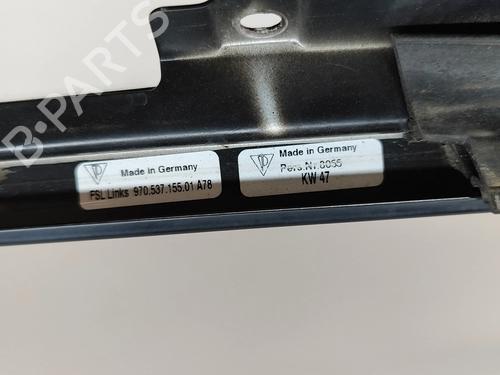 B-PARTS
Made in Germany
FSL Links 970.537.155.01 A78
Made in Germany
Pers.Nr.8055
KW 47